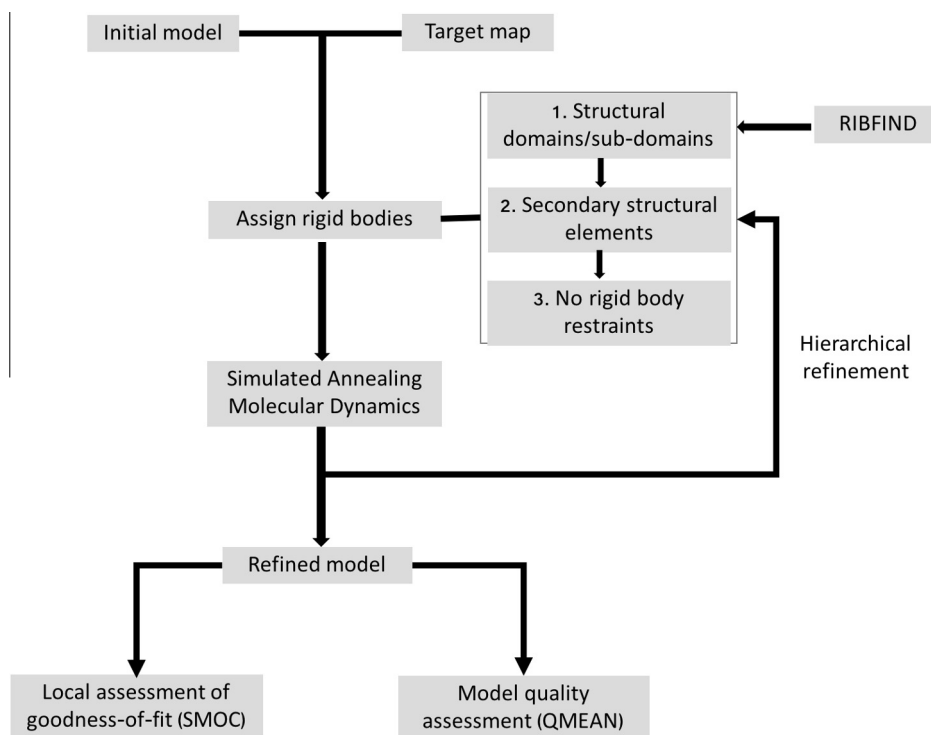 Initial model
Target map
1. Structural
domains/sub-domains
RIBFIND
Assign rigid bodies
2. Secondary structural
elements
3. No rigid body
restraints
Hierarchical
refinement
Simulated Annealing
Molecular Dynamics
Refined model
Local assessment of
goodness-of-fit (SMOC)
Model quality
assessment (QMEAN)